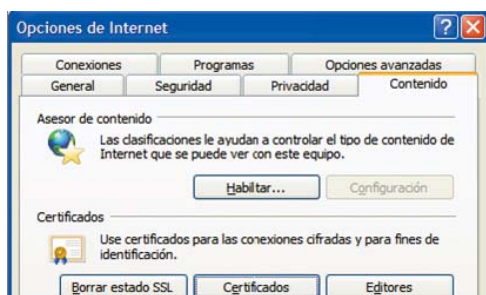 Opciones de Internet
Conexiones Programas Opciones avanzadas
General Seguridad Privacidad Contenido
Asesor de contenido
Las clasificaciones le ayudan a controlar el tipo de contenido de
Internet que se puede ver con este equipo.
Habilitar... Configuración
Certificados
Use certificados para las conexiones cifradas y para fines de
identificación.
Borrar estado SSL Certificados Editores